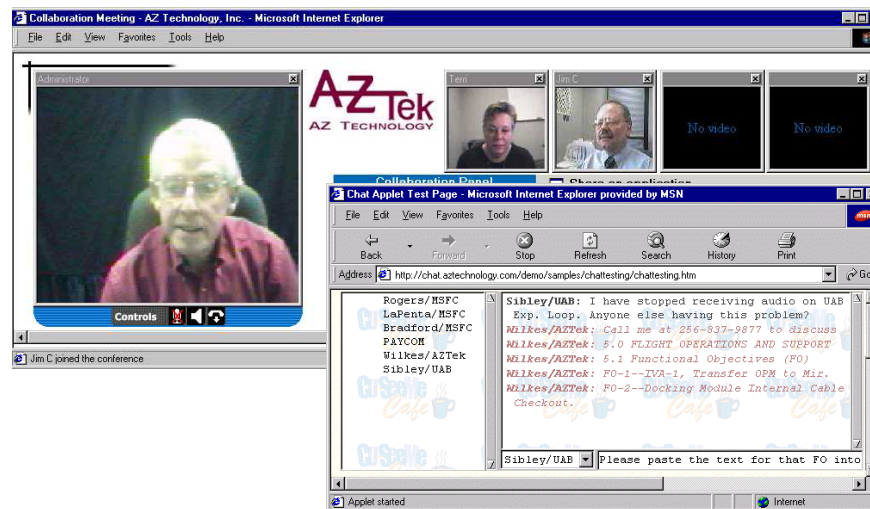 Collaboration Meeting - AZ Technology, Inc. - Microsoft Internet Explorer
File Edit View Favorites Tools Help
Administrator
AZTek
AZ TECHNOLOGY
Terri
Jim C
No video
No video
Collaboration Panel
Share an application
Chat Applet Test Page - Microsoft Internet Explorer provided by MSN
File Edit View Favorites Tools Help
msn
Back Forward Stop Refresh Search History Print
Address http://chat.aztechnology.com/demo/samples/chattesting/chattesting.htm Go
Rogers/MSFC
LaPenta/MSFC
Bradford/MSFC
PAYCOM
Wilkes/AZTek
Sibley/UAB
Sibley/UAB: I have stopped receiving audio on UAB
Exp. Loop. Anyone else having this problem?
Wilkes/AZTek: Call me at 256-837-9877 to discuss
Wilkes/AZTek: 5.0 FLIGHT OPERATIONS AND SUPPORT
Wilkes/AZTek: 5.1 Functional Objectives (FO)
Wilkes/AZTek: FO-1--IVA-1, Transfer OPM to Mir.
Wilkes/AZTek: FO-2--Docking Module Internal Cable
Checkout.
CUSeeMe
Cafe
Sibley/UAB Please paste the text for that FO into
Controls
Jim C joined the conference
Applet started
Internet